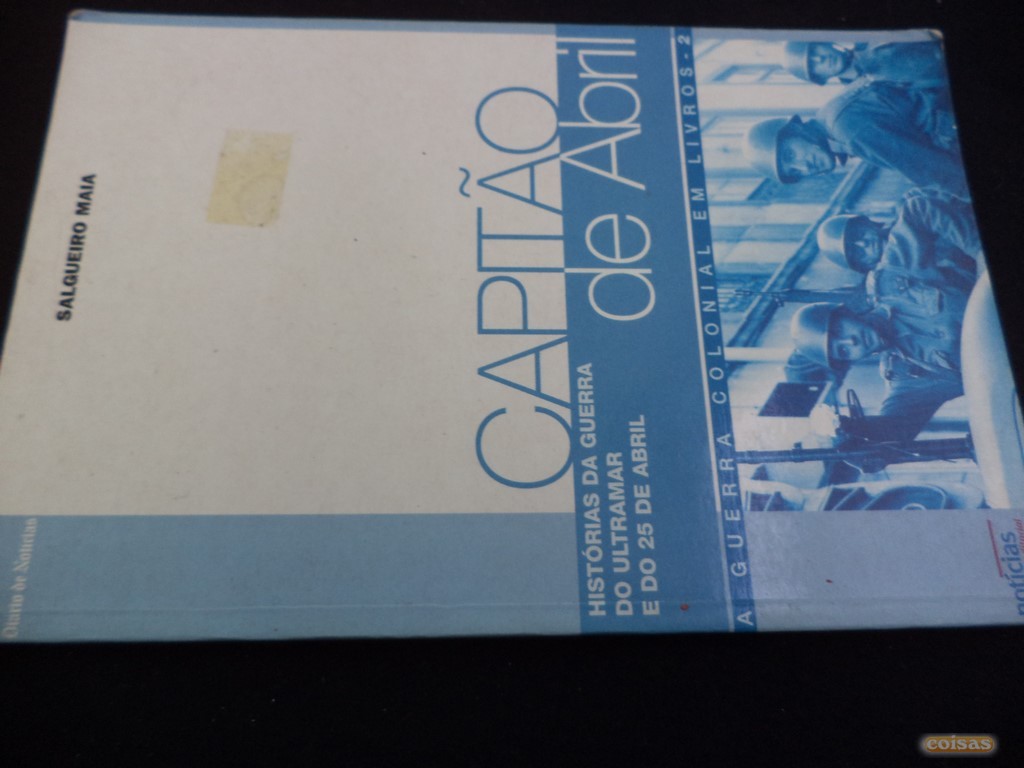 Diário de Notícias
SALGUEIRO MAIA
CAPITÃO
de Abril
HISTÓRIAS DA GUERRA
DO ULTRAMAR
E DO 25 DE ABRIL
A GUERRA COLONIAL EM LIVROS - 2
notícias
coisas